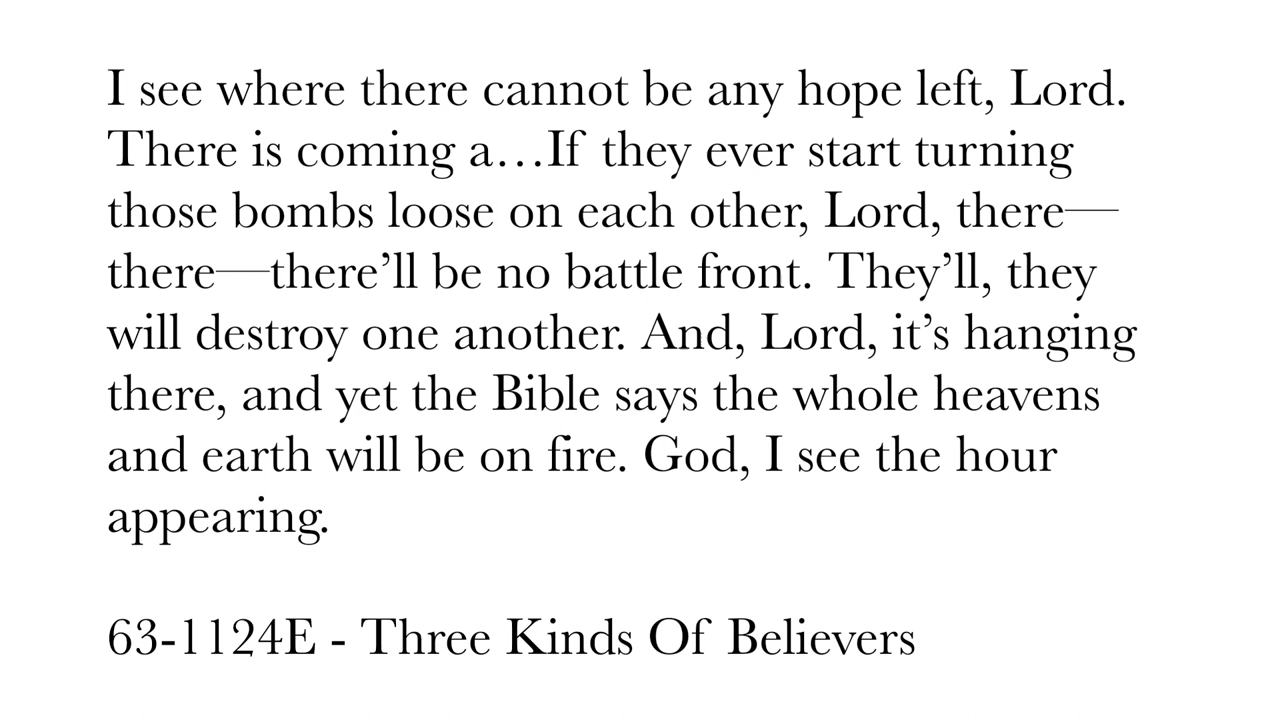 I see where there cannot be any hope left, Lord.
There is coming a…If they ever start turning
those bombs loose on each other, Lord, there—
there—there’ll be no battle front. They’ll, they
will destroy one another. And, Lord, it’s hanging
there, and yet the Bible says the whole heavens
and earth will be on fire. God, I see the hour
appearing.
63-1124E - Three Kinds Of Believers